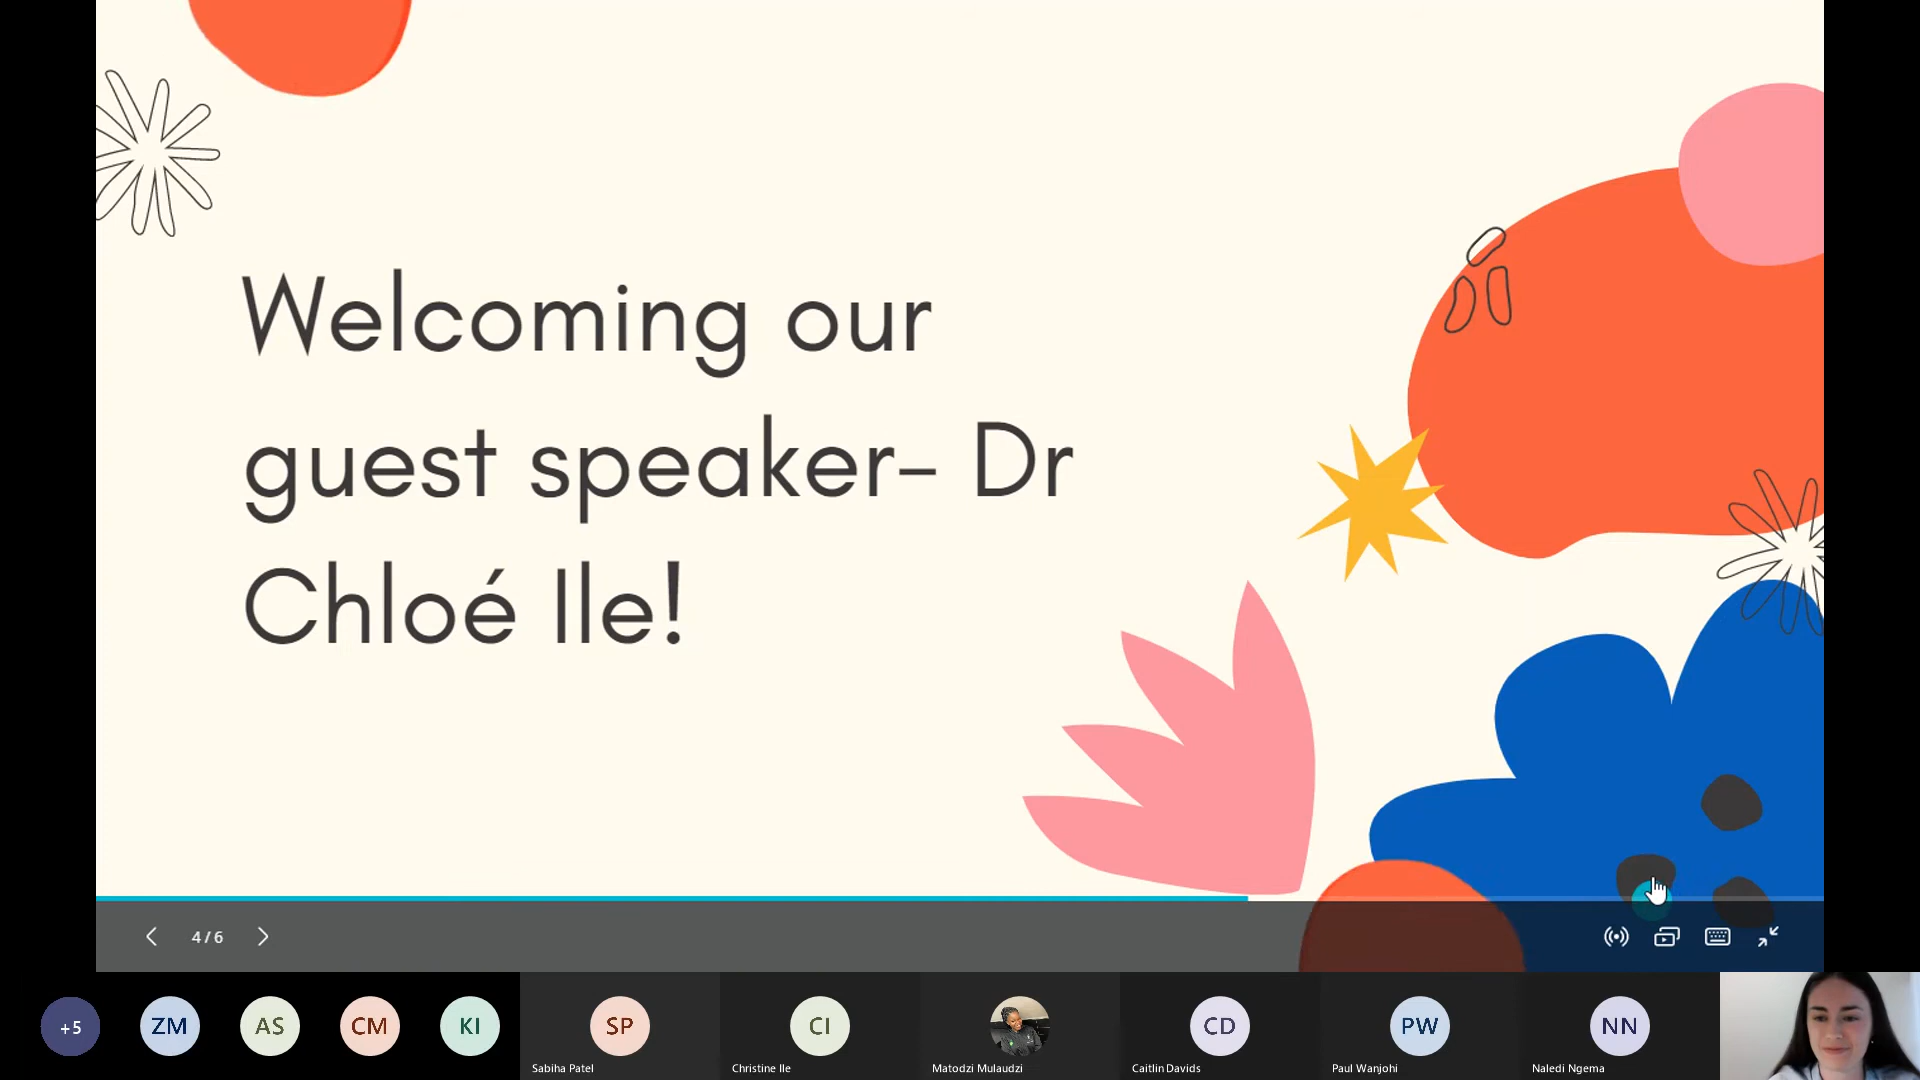 Welcoming our
guest speaker- Dr
Chloé Ile!
4/6
+5
ZM
AS
CM
KI
SP
CI
CD
PW
NN
Sabiha Patel
Christine Ile
Matodzi Mulaudzi
Caitlin Davids
Paul Wanjohi
Naledi Ngema